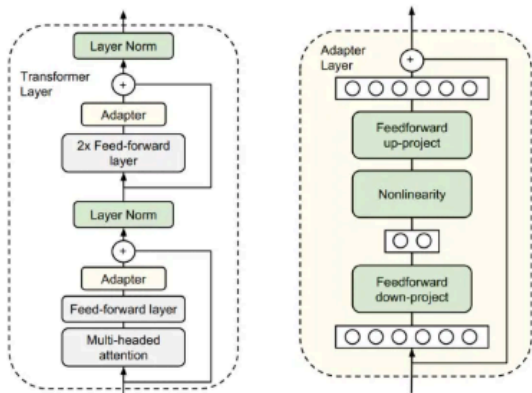 Layer Norm
Transformer
Layer
+
Adapter
2x Feed-forward
layer
Layer Norm
+
Adapter
Feed-forward layer
Multi-headed
attention
Adapter
Layer
+
Feedforward
up-project
Nonlinearity
Feedforward
down-project